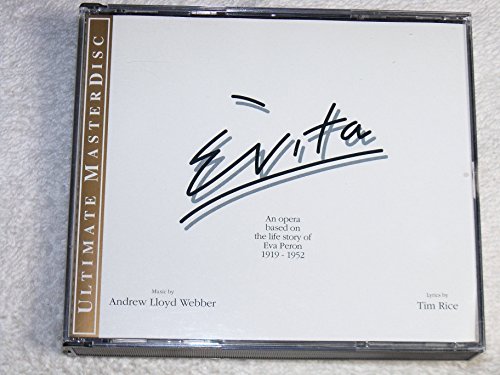 ULTIMATE MASTERDISC
Evita
An opera
based on
the life story of
Eva Peron
1919 - 1952
Music by
Andrew Lloyd Webber
lyrics by
Tim Rice